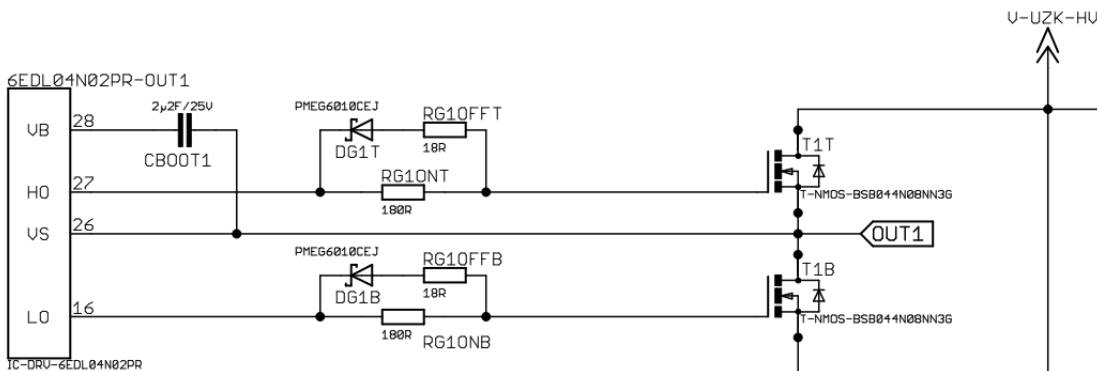 V-UZK-HV
6EDL04N02PR-OUT1
2µ2F/25V
PMEG6010CEJ
RG1OFFT
VB
28
CBOOT1
DG1T
18R
T1T
RG1ONT
HO
27
180R
T-NMOS-BSB044N08NN3G
VS
26
OUT1
PMEG6010CEJ
RG1OFFB
T1B
DG1B
18R
LO
16
T-NMOS-BSB044N08NN3G
180R
RG1ONB
IC-DRV-6EDL04N02PR